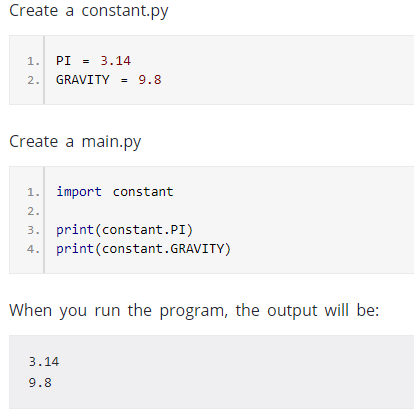 Create a constant.py
1. PI = 3.14
2. GRAVITY = 9.8
Create a main.py
1. import constant
2.
3. print(constant.PI)
4. print(constant.GRAVITY)
When you run the program, the output will be:
3.14
9.8